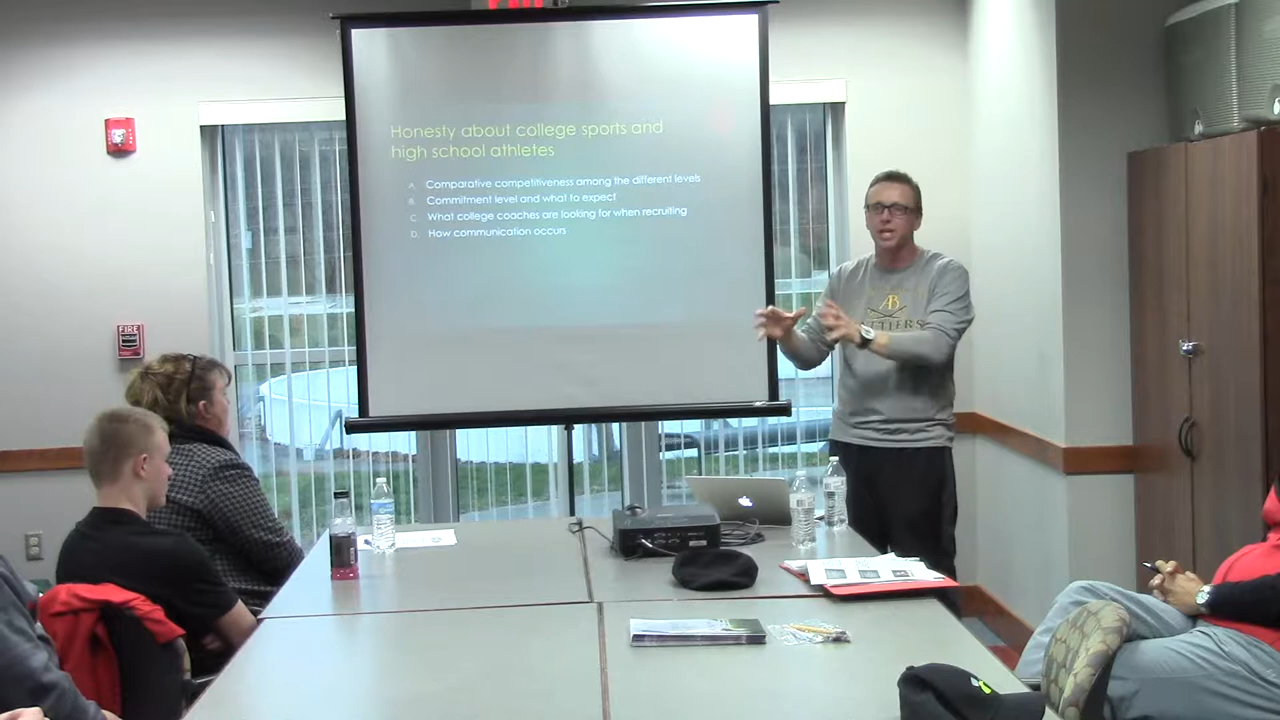 Honesty about college sports and
high school athletes
A. Comparative competitiveness among the different levels
B. Commitment level and what to expect
C. What college coaches are looking for when recruiting
D. How communication occurs
FIRE
AB